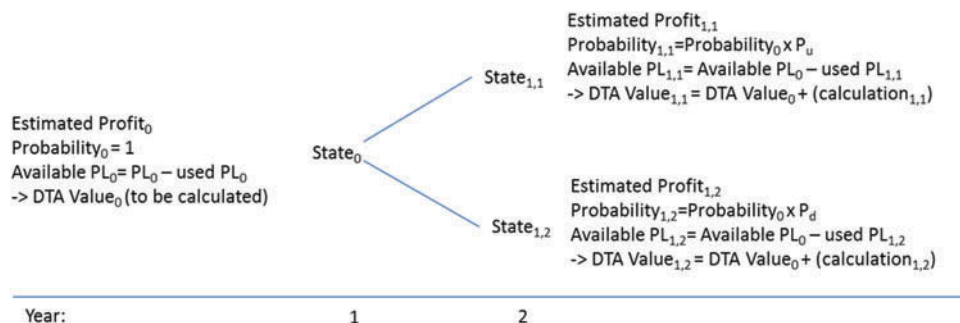 Estimated Profit₁,₁
Probability₁,₁=Probability₀ x Pᵤ
Available PL₁,₁= Available PL₀ – used PL₁,₁
-> DTA Value₁,₁ = DTA Value₀ + (calculation₁,₁)
State₁,₁
Estimated Profit₀
Probability₀ = 1
Available PL₀= PL₀ – used PL₀
-> DTA Value₀ (to be calculated)
State₀
Estimated Profit₁,₂
Probability₁,₂=Probability₀ x P_d
Available PL₁,₂= Available PL₀ – used PL₁,₂
-> DTA Value₁,₂ = DTA Value₀ + (calculation₁,₂)
State₁,₂
Year: 1 2